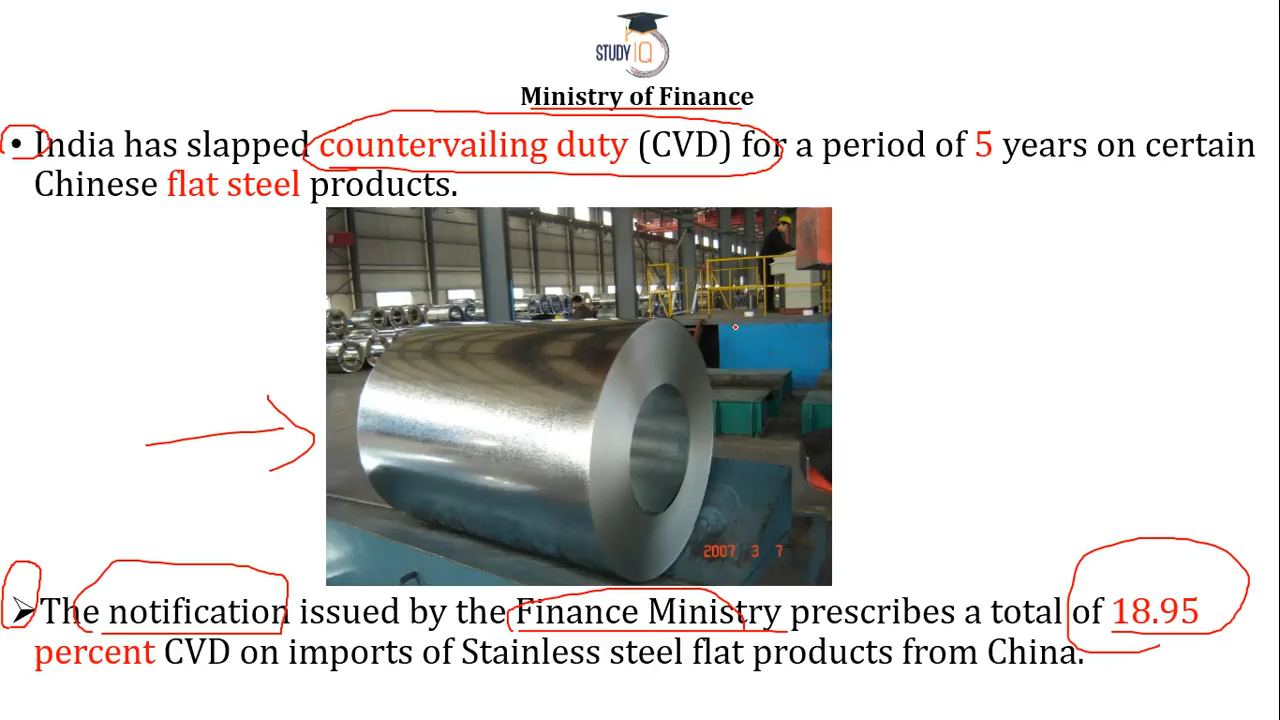 STUDY IQ
Ministry of Finance
• India has slapped countervailing duty (CVD) for a period of 5 years on certain
Chinese flat steel products.
2007 3 7
➢ The notification issued by the Finance Ministry prescribes a total of 18.95
percent CVD on imports of Stainless steel flat products from China.